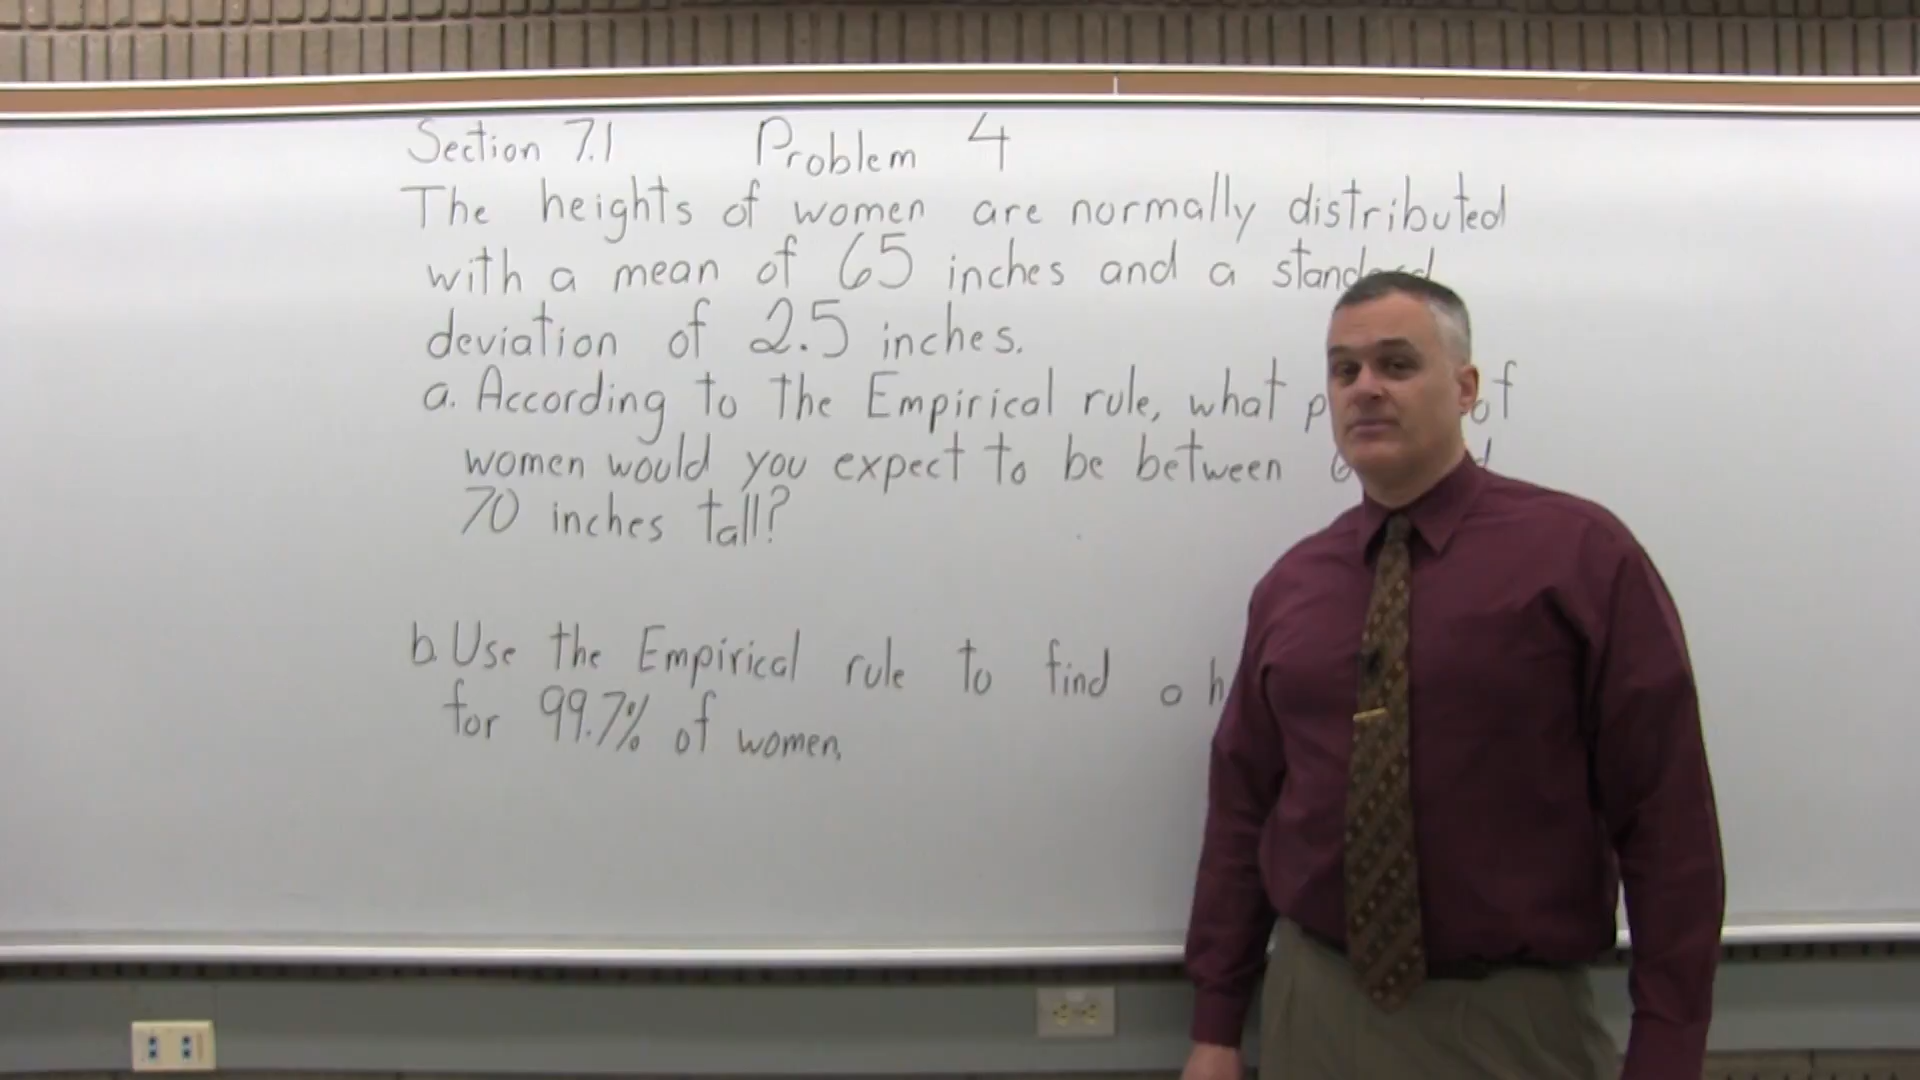 Section 7.1 Problem 4
The heights of women are normally distributed
with a mean of 65 inches and a
deviation of 2.5 inches.
a. According to the Empirical rule, what of
women would you expect to be between
70 inches tall?
b. Use the Empirical rule to find a
for 99.7% of women.